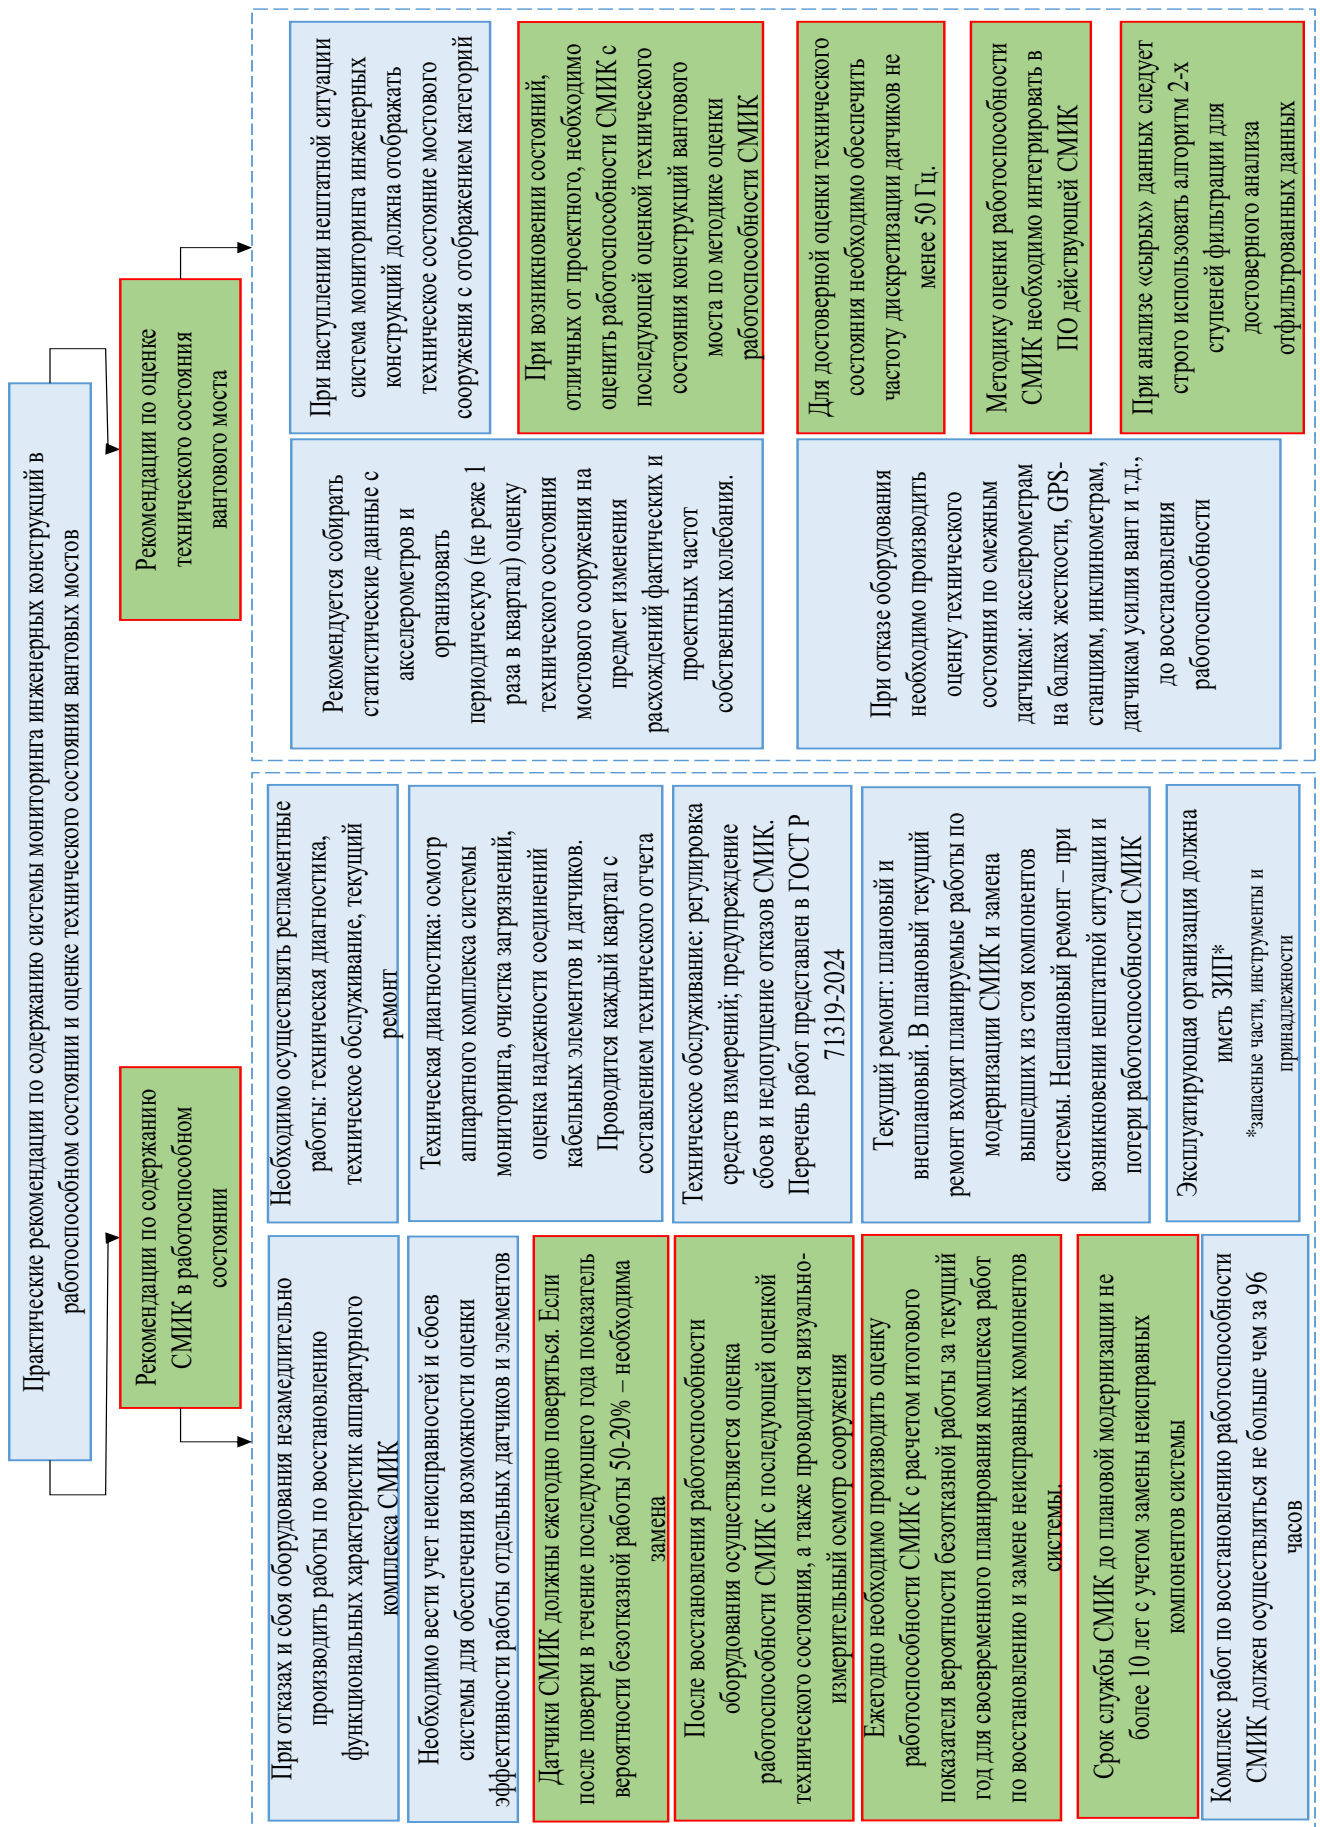 Практические рекомендации по содержанию системы мониторинга инженерных конструкций в
работоспособном состоянии и оценке технического состояния вантовых мостов
Рекомендации по содержанию
СМИК в работоспособном
состоянии
Рекомендации по оценке
технического состояния
вантового моста
При отказах и сбоя оборудования незамедлительно
производить работы по восстановлению
функциональных характеристик аппаратурного
комплекса СМИК
Необходимо вести учет неисправностей и сбоев
системы для обеспечения возможности оценки
эффективности работы отдельных датчиков и элементов
Датчики СМИК должны ежегодно поверяться. Если
после поверки в течение последующего года показатель
вероятности безотказной работы 50-20% – необходима
замена
После восстановления работоспособности
оборудования осуществляется оценка
работоспособности СМИК с последующей оценкой
технического состояния, а также проводится визуально-
измерительный осмотр сооружения
Ежегодно необходимо производить оценку
работоспособности СМИК с расчетом итогового
показателя вероятности безотказной работы за текущий
год для своевременного планирования комплекса работ
по восстановлению и замене неисправных компонентов
системы.
Срок службы СМИК до плановой модернизации не
более 10 лет с учетом замены неисправных
компонентов системы
Комплекс работ по восстановлению работоспособности
СМИК должен осуществляться не больше чем за 96
часов
Необходимо осуществлять регламентные
работы: техническая диагностика,
техническое обслуживание, текущий
ремонт
Техническая диагностика: осмотр
аппаратного комплекса системы
мониторинга, очистка загрязнений,
оценка надежности соединений
кабельных элементов и датчиков.
Проводится каждый квартал с
составлением технического отчета
Техническое обслуживание: регулировка
средств измерений; предупреждение
сбоев и недопущение отказов СМИК.
Перечень работ представлен в ГОСТ Р
71319-2024
Текущий ремонт: плановый и
внеплановый. В плановый текущий
ремонт входят планируемые работы по
модернизации СМИК и замена
вышедших из стоя компонентов
системы. Неплановый ремонт – при
возникновении нештатной ситуации и
потери работоспособности СМИК
Эксплуатирующая организация должна
иметь ЗИП*
*запасные части, инструменты и
принадлежности
Рекомендуется собирать
статистические данные с
акселерометров и
организовать
периодическую (не реже 1
раза в квартал) оценку
технического состояния
мостового сооружения на
предмет изменения
расхождений фактических и
проектных частот
собственных колебания.
При отказе оборудования
необходимо производить
оценку технического
состояния по смежным
датчикам: акселерометрам
на балках жесткости, GPS-
станциям, инклинометрам,
датчикам усилия вант и т.д.,
до восстановления
работоспособности
При наступлении нештатной ситуации
система мониторинга инженерных
конструкций должна отображать
техническое состояние мостового
сооружения с отображением категорий
При возникновении состояний,
отличных от проектного, необходимо
оценить работоспособности СМИК с
последующей оценкой технического
состояния конструкций вантового
моста по методике оценки
работоспособности СМИК
Для достоверной оценки технического
состояния необходимо обеспечить
частоту дискретизации датчиков не
менее 50 Гц.
Методику оценки работоспособности
СМИК необходимо интегрировать в
ПО действующей СМИК
При анализе «сырых» данных следует
строго использовать алгоритм 2-х
ступеней фильтрации для
достоверного анализа
отфильтрованных данных